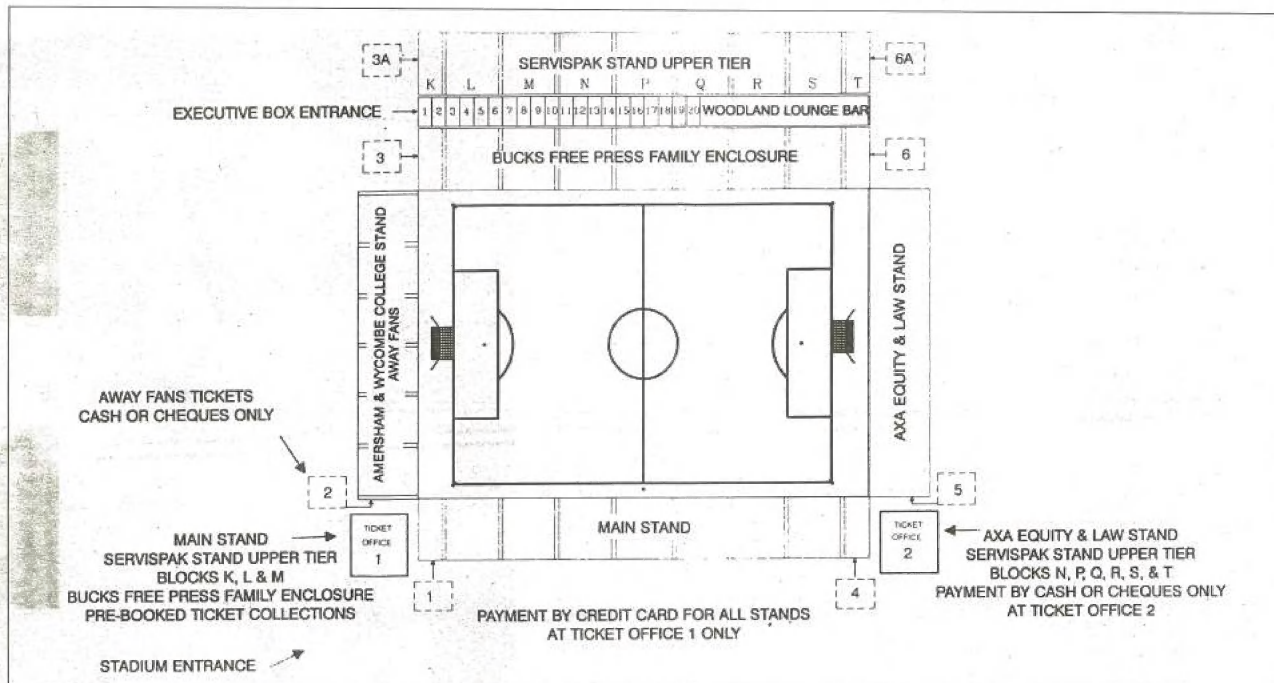 3A
SERVISPAK STAND UPPER TIER
6A
K L M N P Q R S T
EXECUTIVE BOX ENTRANCE
1 2 3 4 5 6 7 8 9 10 11 12 13 14 15 16 17 18 19 20 WOODLAND LOUNGE BAR
3
BUCKS FREE PRESS FAMILY ENCLOSURE
6
AMERSHAM & WYCOMBE COLLEGE STAND
AWAY FANS
AXA EQUITY & LAW STAND
AWAY FANS TICKETS
CASH OR CHEQUES ONLY
2
5
TICKET
OFFICE
1
MAIN STAND
TICKET
OFFICE
2
MAIN STAND
SERVISPAK STAND UPPER TIER
BLOCKS K, L & M
BUCKS FREE PRESS FAMILY ENCLOSURE
PRE-BOOKED TICKET COLLECTIONS
AXA EQUITY & LAW STAND
SERVISPAK STAND UPPER TIER
BLOCKS N, P, Q, R, S, & T
PAYMENT BY CASH OR CHEQUES ONLY
AT TICKET OFFICE 2
1
4
PAYMENT BY CREDIT CARD FOR ALL STANDS
AT TICKET OFFICE 1 ONLY
STADIUM ENTRANCE